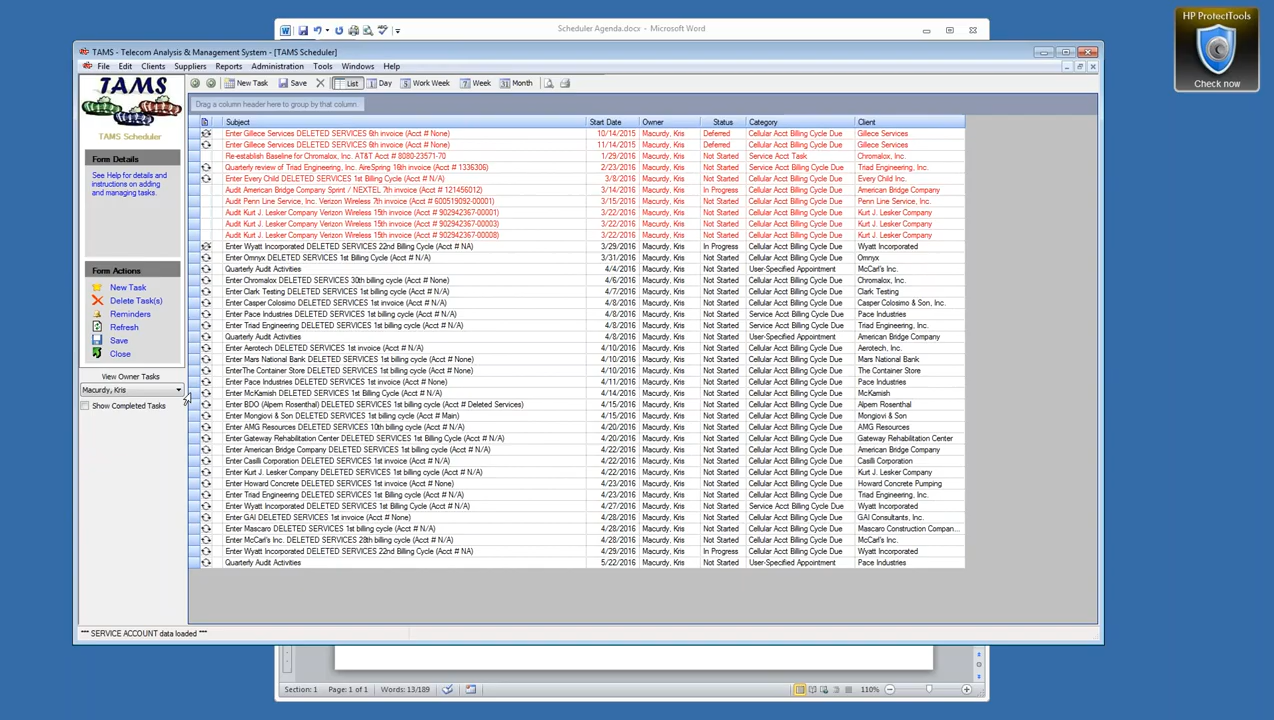 HP ProtectTools
Check now
Scheduler Agenda.docx - Microsoft Word
TAMS - Telecom Analysis & Management System - [TAMS Scheduler]
File Edit Clients Suppliers Reports Administration Tools Windows Help
New Task Save List Day Work Week Week Month
TAMS
TAMS Scheduler
Form Details
See Help for details and
instructions on adding
and managing tasks.
Form Actions
New Task
Delete Task(s)
Reminders
Refresh
Save
Close
View Owner Tasks
Macurdy, Kris
Show Completed Tasks
Drag a column header here to group by that column.
Subject Start Date Owner Status Category Client
Enter Gillece Services DELETED SERVICES 6th invoice (Acct # None) 10/14/2015 Macurdy, Kris Deferred Cellular Acct Billing Cycle Due Gillece Services
Enter Gillece Services DELETED SERVICES 6th invoice (Acct # None) 11/14/2015 Macurdy, Kris Deferred Cellular Acct Billing Cycle Due Gillece Services
Re-establish Baseline for Chromalox, Inc. AT&T Acct # 8080-23571-70 1/29/2016 Macurdy, Kris Not Started Service Acct Task Chromalox, Inc.
Quarterly review of Triad Engineering, Inc. AireSpring 16th invoice (Acct # 1336306) 2/23/2016 Macurdy, Kris Not Started Service Acct Billing Cycle Due Triad Engineering, Inc.
Enter Every Child DELETED SERVICES 1st Billing Cycle (Acct # N/A) 3/8/2016 Macurdy, Kris Not Started Cellular Acct Billing Cycle Due Every Child Inc.
Audit American Bridge Company Sprint / NEXTEL 7th invoice (Acct # 121456012) 3/14/2016 Macurdy, Kris In Progress Cellular Acct Billing Cycle Due American Bridge Company
Audit Penn Line Service, Inc. Verizon Wireless 7th invoice (Acct # 600519092-00001) 3/15/2016 Macurdy, Kris Not Started Cellular Acct Billing Cycle Due Penn Line Service, Inc.
Audit Kurt J. Lesker Company Verizon Wireless 15th invoice (Acct # 902942367-00001) 3/22/2016 Macurdy, Kris Not Started Cellular Acct Billing Cycle Due Kurt J. Lesker Company
Audit Kurt J. Lesker Company Verizon Wireless 15th invoice (Acct # 902942367-00003) 3/22/2016 Macurdy, Kris Not Started Cellular Acct Billing Cycle Due Kurt J. Lesker Company
Audit Kurt J. Lesker Company Verizon Wireless 15th invoice (Acct # 902942367-00008) 3/22/2016 Macurdy, Kris Not Started Cellular Acct Billing Cycle Due Kurt J. Lesker Company
Enter Wyatt Incorporated DELETED SERVICES 22nd Billing Cycle (Acct # NA) 3/29/2016 Macurdy, Kris In Progress Cellular Acct Billing Cycle Due Wyatt Incorporated
Enter Omnyx DELETED SERVICES 1st Billing Cycle (Acct # N/A) 3/31/2016 Macurdy, Kris Not Started Cellular Acct Billing Cycle Due Omnyx
Quarterly Audit Activities 4/4/2016 Macurdy, Kris Not Started User-Specified Appointment McCarl's Inc.
Enter Chromalox DELETED SERVICES 30th billing cycle (Acct # None) 4/6/2016 Macurdy, Kris Not Started Cellular Acct Billing Cycle Due Chromalox, Inc.
Enter Clark Testing DELETED SERVICES 1st billing cycle (Acct # N/A) 4/7/2016 Macurdy, Kris Not Started Cellular Acct Billing Cycle Due Clark Testing
Enter Casper Colosimo DELETED SERVICES 1st invoice (Acct # N/A) 4/8/2016 Macurdy, Kris Not Started Cellular Acct Billing Cycle Due Casper Colosimo & Son, Inc.
Enter Pace Industries DELETED SERVICES 1st billing cycle (Acct # N/A) 4/8/2016 Macurdy, Kris Not Started Service Acct Billing Cycle Due Pace Industries
Enter Triad Engineering DELETED SERVICES 1st billing cycle (Acct # N/A) 4/8/2016 Macurdy, Kris Not Started Service Acct Billing Cycle Due Triad Engineering, Inc.
Quarterly Audit Activities 4/8/2016 Macurdy, Kris Not Started User-Specified Appointment American Bridge Company
Enter Aerotech DELETED SERVICES 1st invoice (Acct # N/A) 4/10/2016 Macurdy, Kris Not Started Cellular Acct Billing Cycle Due Aerotech, Inc.
Enter Mars National Bank DELETED SERVICES 1st billing cycle (Acct # None) 4/10/2016 Macurdy, Kris Not Started Cellular Acct Billing Cycle Due Mars National Bank
EnterThe Container Store DELETED SERVICES 1st billing cycle (Acct # None) 4/10/2016 Macurdy, Kris Not Started Cellular Acct Billing Cycle Due The Container Store
Enter Pace Industries DELETED SERVICES 1st invoice (Acct # None) 4/11/2016 Macurdy, Kris Not Started Cellular Acct Billing Cycle Due Pace Industries
Enter McKamish DELETED SERVICES 1st Billing Cycle (Acct # N/A) 4/14/2016 Macurdy, Kris Not Started Cellular Acct Billing Cycle Due McKamish
Enter BDO (Alpern Rosenthal) DELETED SERVICES 1st billing cycle (Acct # Deleted Services) 4/15/2016 Macurdy, Kris Not Started Cellular Acct Billing Cycle Due Alpern Rosenthal
Enter Mongiovi & Son DELETED SERVICES 1st billing cycle (Acct # Main) 4/15/2016 Macurdy, Kris Not Started Cellular Acct Billing Cycle Due Mongiovi & Son
Enter AMG Resources DELETED SERVICES 10th billing cycle (Acct # N/A) 4/20/2016 Macurdy, Kris Not Started Cellular Acct Billing Cycle Due AMG Resources
Enter Gateway Rehabilitation Center DELETED SERVICES 1st Billing Cycle (Acct # N/A) 4/20/2016 Macurdy, Kris Not Started Cellular Acct Billing Cycle Due Gateway Rehabilitation Center
Enter American Bridge Company DELETED SERVICES 1st billing cycle (Acct # N/A) 4/22/2016 Macurdy, Kris Not Started Cellular Acct Billing Cycle Due American Bridge
Enter Casilli Corporation DELETED SERVICES 1st invoice (Acct # N/A) 4/22/2016 Macurdy, Kris Not Started Cellular Acct Billing Cycle Due Casilli Corporation
Enter Kurt J. Lesker Company DELETED SERVICES 1st billing cycle (Acct # N/A) 4/22/2016 Macurdy, Kris Not Started Cellular Acct Billing Cycle Due Kurt J. Lesker Company
Enter Howard Concrete DELETED SERVICES 1st invoice (Acct # None) 4/23/2016 Macurdy, Kris Not Started Cellular Acct Billing Cycle Due Howard Concrete Pumping
Enter Triad Engineering DELETED SERVICES 1st billing cycle (Acct # N/A) 4/23/2016 Macurdy, Kris Not Started Cellular Acct Billing Cycle Due Triad Engineering, Inc.
Enter Wyatt Incorporated DELETED SERVICES 1st billing cycle (Acct # N/A) 4/27/2016 Macurdy, Kris Not Started Service Acct Billing Cycle Due Wyatt Incorporated
Enter GAI DELETED SERVICES 1st invoice (Acct # None) 4/28/2016 Macurdy, Kris Not Started Cellular Acct Billing Cycle Due GAI Consultants, Inc.
Enter Mascaro DELETED SERVICES 1st billing cycle (Acct # N/A) 4/28/2016 Macurdy, Kris Not Started Cellular Acct Billing Cycle Due Mascaro Construction Compan...
Enter McCarl's Inc. DELETED SERVICES 28th billing cycle (Acct # N/A) 4/28/2016 Macurdy, Kris Not Started Cellular Acct Billing Cycle Due McCarl's Inc.
Enter Wyatt Incorporated DELETED SERVICES 22nd Billing Cycle (Acct # NA) 4/29/2016 Macurdy, Kris In Progress Cellular Acct Billing Cycle Due Wyatt Incorporated
Quarterly Audit Activities 5/22/2016 Macurdy, Kris Not Started User-Specified Appointment Pace Industries
*** SERVICE ACCOUNT data loaded ***
Section: 1 Page: 1 of 1 Words: 13/189 110%